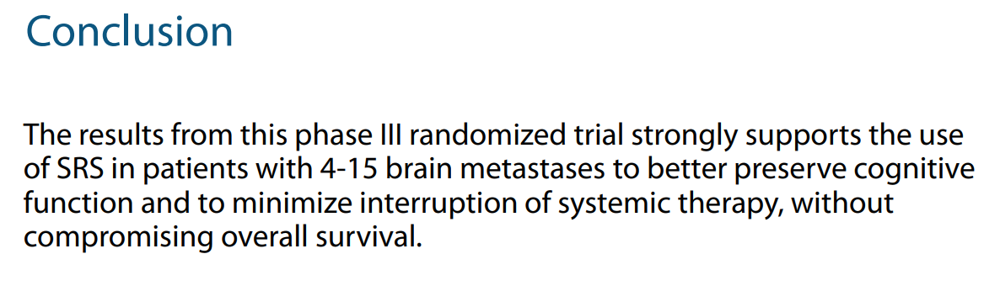 Conclusion
The results from this phase III randomized trial strongly supports the use
of SRS in patients with 4-15 brain metastases to better preserve cognitive
function and to minimize interruption of systemic therapy, without
compromising overall survival.